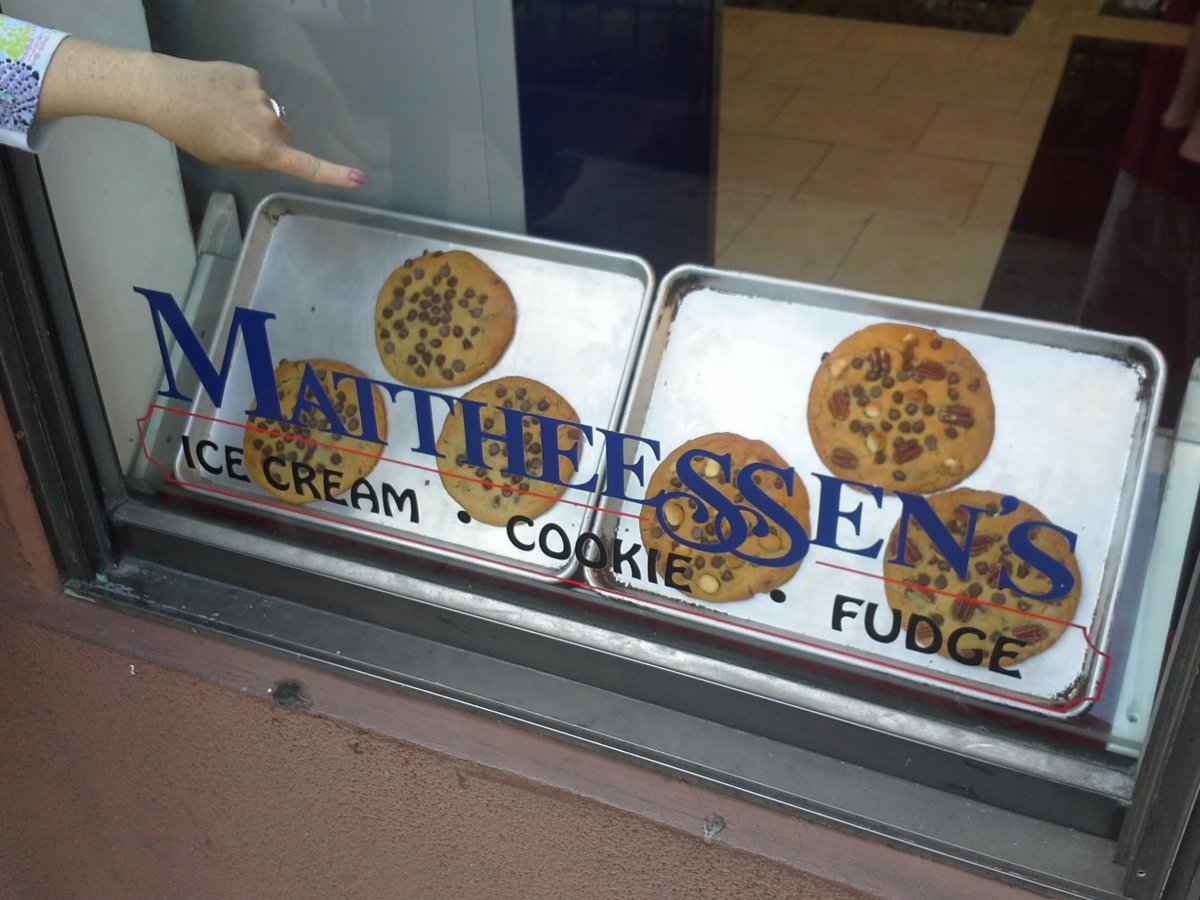 MATTHEESSEN'S
ICE CREAM • COOKIE • FUDGE